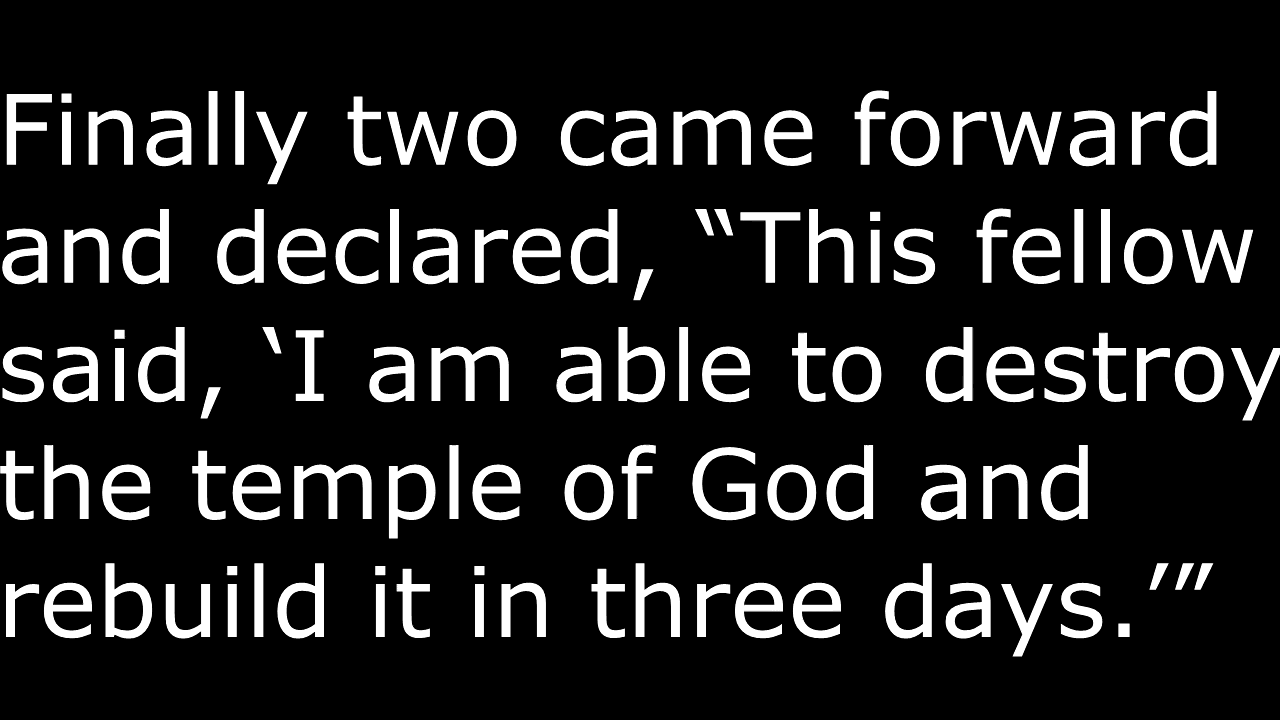 Finally two came forward
and declared, “This fellow
said, ‘I am able to destroy
the temple of God and
rebuild it in three days.’”